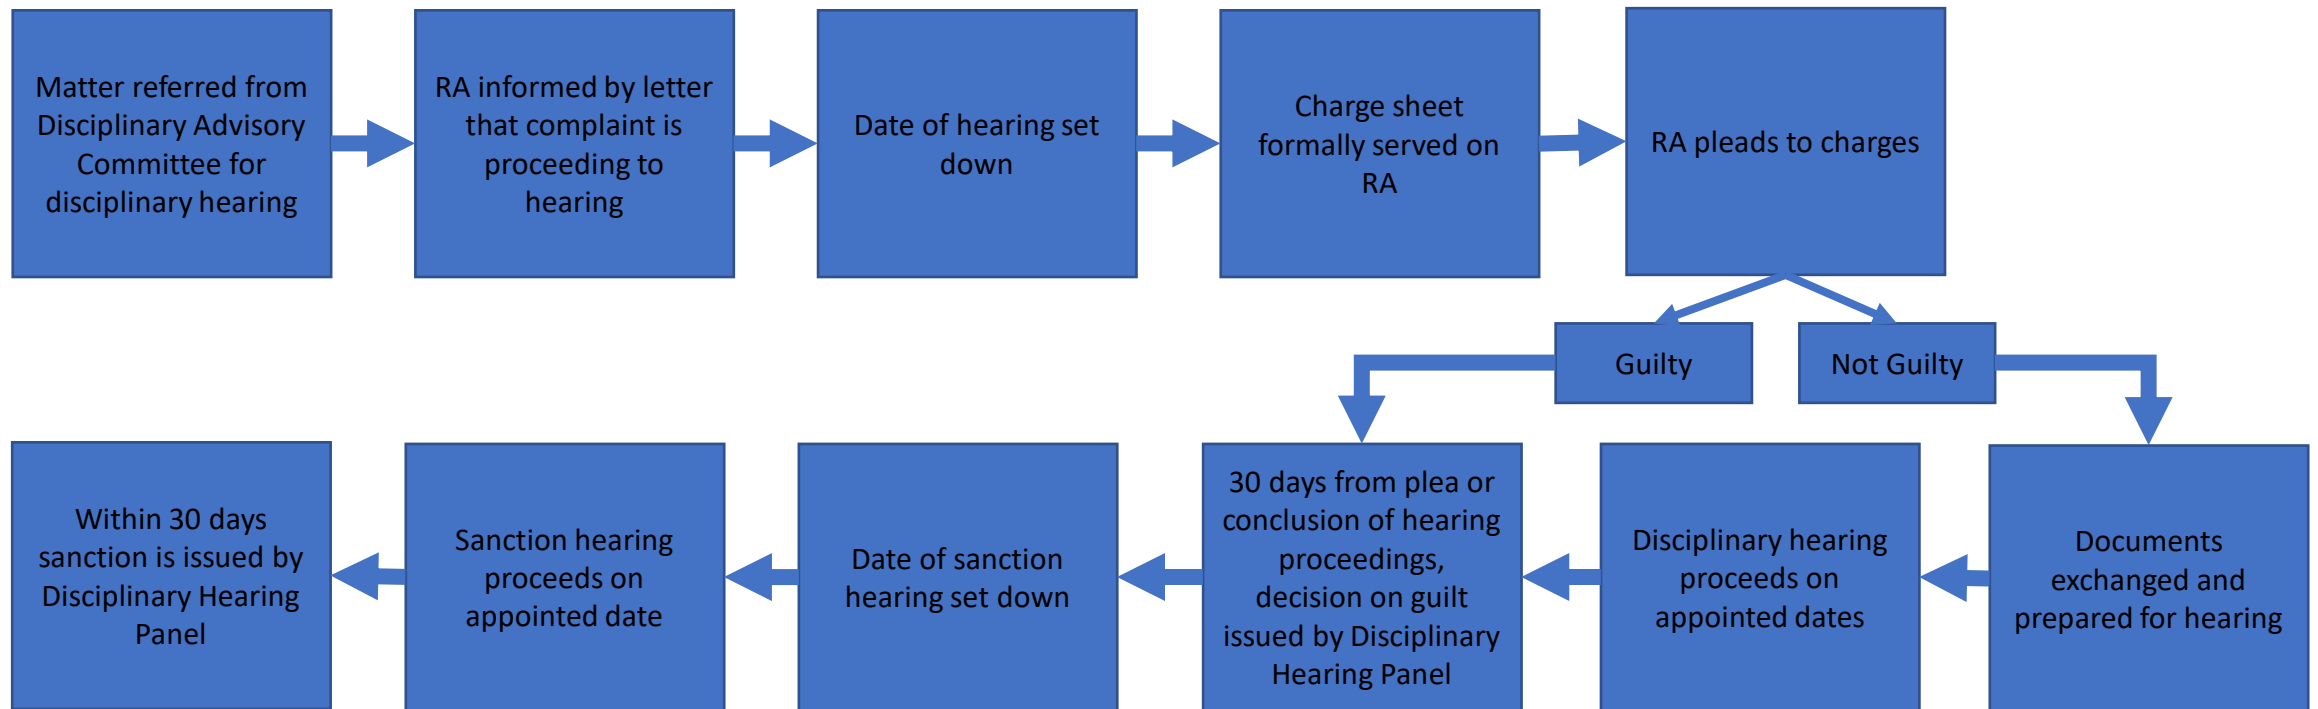 Matter referred from
Disciplinary Advisory
Committee for
disciplinary hearing
RA informed by letter
that complaint is
proceeding to
hearing
Date of hearing set
down
Charge sheet
formally served on
RA
RA pleads to charges
Guilty
Not Guilty
Documents
exchanged and
prepared for hearing
Disciplinary hearing
proceeds on
appointed dates
30 days from plea or
conclusion of hearing
proceedings,
decision on guilt
issued by Disciplinary
Hearing Panel
Date of sanction
hearing set down
Sanction hearing
proceeds on
appointed date
Within 30 days
sanction is issued by
Disciplinary Hearing
Panel